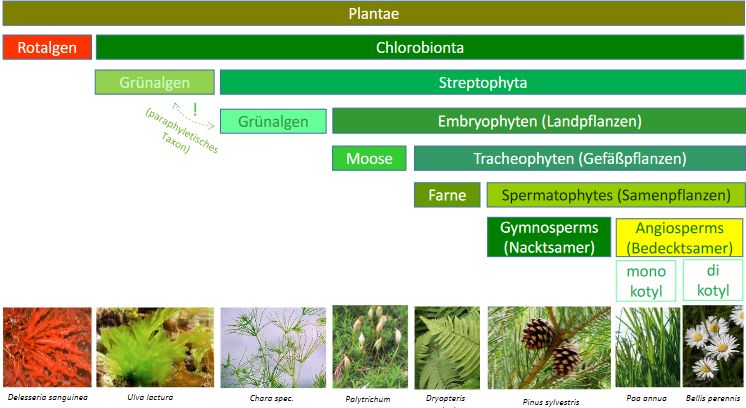 Plantae
Rotalgen
Chlorobionta
Grünalgen
Streptophyta
!
(paraphyletisches
Taxon)
Grünalgen
Embryophyten (Landpflanzen)
Moose
Tracheophyten (Gefäßpflanzen)
Farne
Spermatophytes (Samenpflanzen)
Gymnosperms
(Nacktsamer)
Angiosperms
(Bedecktsamer)
mono
kotyl
di
kotyl
Delesseria sanguinea
Ulva lactura
Chara spec.
Polytrichum
Dryopteris
Pinus sylvestris
Poa annua
Bellis perennis